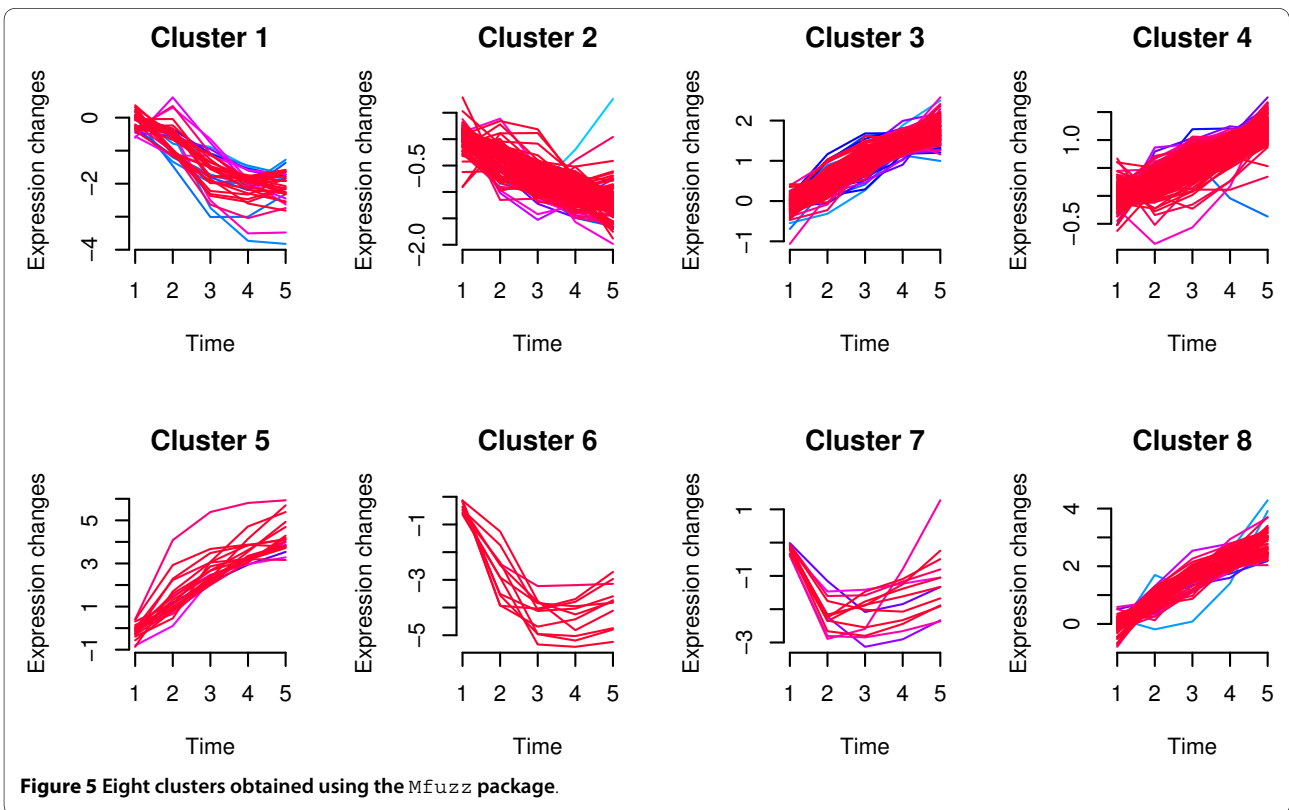 Cluster 1
Cluster 2
Cluster 3
Cluster 4
Expression changes
0
−2
−4
1 2 3 4 5
Time
Expression changes
−0.5
−2.0
1 2 3 4 5
Time
Expression changes
2
1
0
−1
1 2 3 4 5
Time
Expression changes
1.0
−0.5
1 2 3 4 5
Time
Cluster 5
Cluster 6
Cluster 7
Cluster 8
Expression changes
5
3
1
−1
1 2 3 4 5
Time
Expression changes
−1
−3
−5
1 2 3 4 5
Time
Expression changes
1
−1
−3
1 2 3 4 5
Time
Expression changes
4
2
0
1 2 3 4 5
Time
Figure 5 Eight clusters obtained using the Mfuzz package.